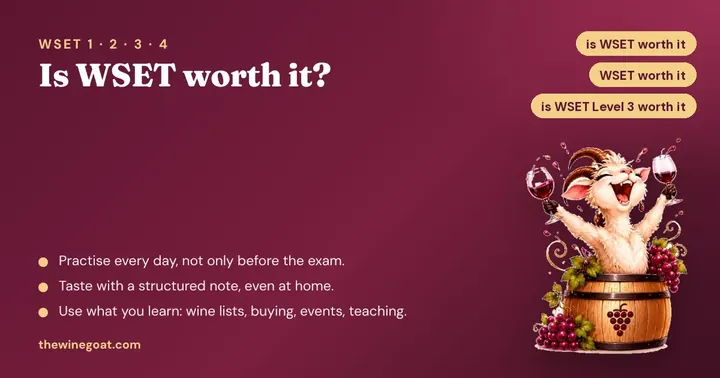 WSET 1 · 2 · 3 · 4
Is WSET worth it?
is WSET worth it
WSET worth it
is WSET Level 3 worth it
Practise every day, not only before the exam.
Taste with a structured note, even at home.
Use what you learn: wine lists, buying, events, teaching.
thewinegoat.com